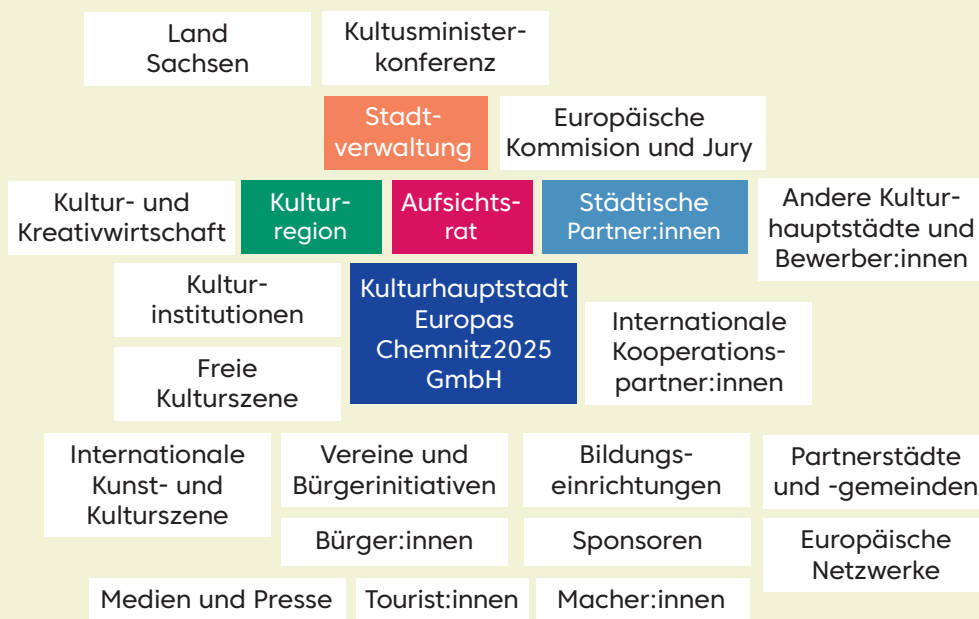 Land
Sachsen
Kultusminister-
konferenz
Stadt-
verwaltung
Europäische
Kommision und Jury
Kultur- und
Kreativwirtschaft
Kultur-
region
Aufsichts-
rat
Städtische
Partner:innen
Andere Kultur-
hauptstädte und
Bewerber:innen
Kultur-
institutionen
Kulturhauptstadt
Europas
Chemnitz2025
GmbH
Internationale
Kooperations-
partner:innen
Freie
Kulturszene
Internationale
Kunst- und
Kulturszene
Vereine und
Bürgerinitiativen
Bildungs-
einrichtungen
Partnerstädte
und -gemeinden
Bürger:innen
Sponsoren
Europäische
Netzwerke
Medien und Presse
Tourist:innen
Macher:innen